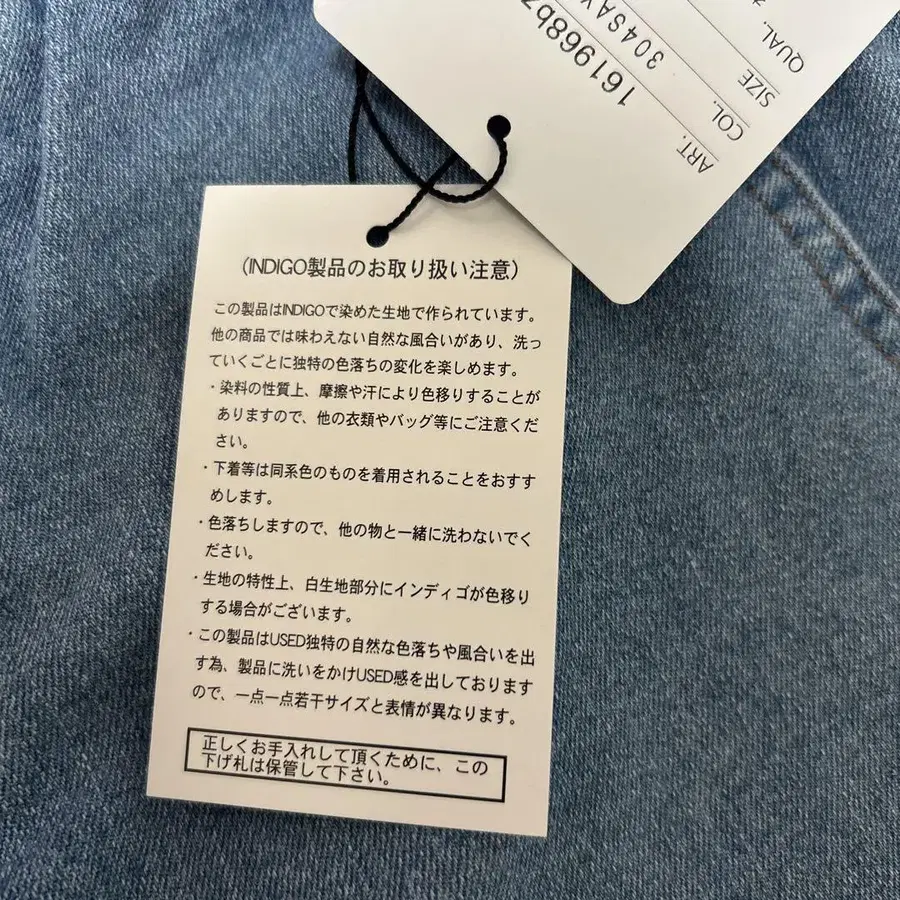 ART.
COL. 304SAX
SIZE
QUAL.
(INDIGO製品のお取り扱い注意)
この製品はINDIGOで染めた生地で作られています。
他の商品では味わえない自然な風合いがあり、洗っ
ていくごとに独特の色落ちの変化を楽しめます。
・染料の性質上、摩擦や汗により色移りすることが
ありますので、他の衣類やバッグ等にご注意くだ
さい。
・下着等は同系色のものを着用されることをおすす
めします。
・色落ちしますので、他の物と一緒に洗わないでく
ださい。
・生地の特性上、白生地部分にインディゴが色移り
する場合がございます。
・この製品はUSED独特の自然な色落ちや風合いを出
す為、製品に洗いをかけUSED感を出しております
ので、一点一点若干サイズと表情が異なります。
正しくお手入れして頂くために、この
下げ札は保管して下さい。